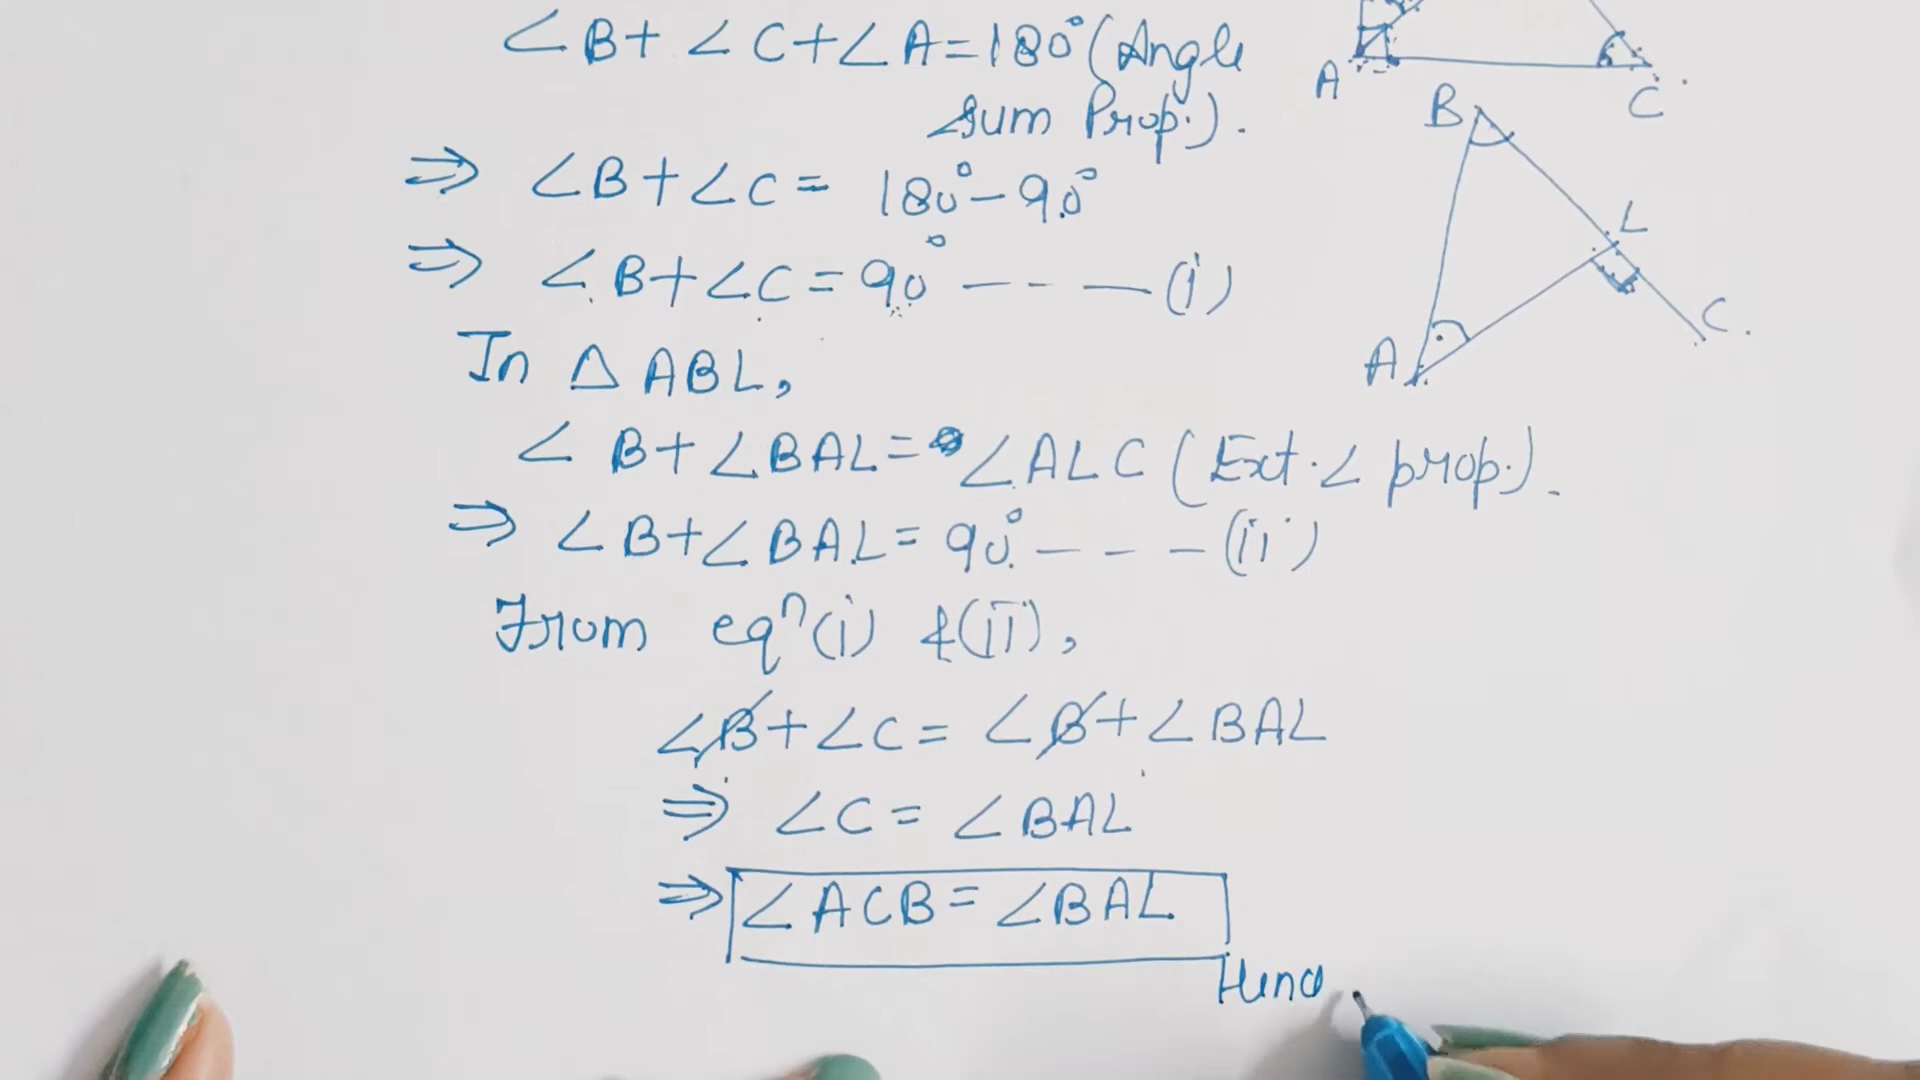 ∠B+ ∠C+∠A=180°(Angle
Sum Prop.).
⇒ ∠B+∠C= 180°-90°
⇒ ∠B+∠C=90° ---- (i)
In △ ABL,
∠B+∠BAL= ∠ALC (Ext.∠ prop.).
⇒ ∠B+∠BAL= 90° ---- (ii)
From eqⁿ(i) &(ii),
∠B+∠C= ∠B+∠BAL
⇒ ∠C= ∠BAL
⇒ ∠ACB= ∠BAL
Henc
A
C
B
L
C.
A